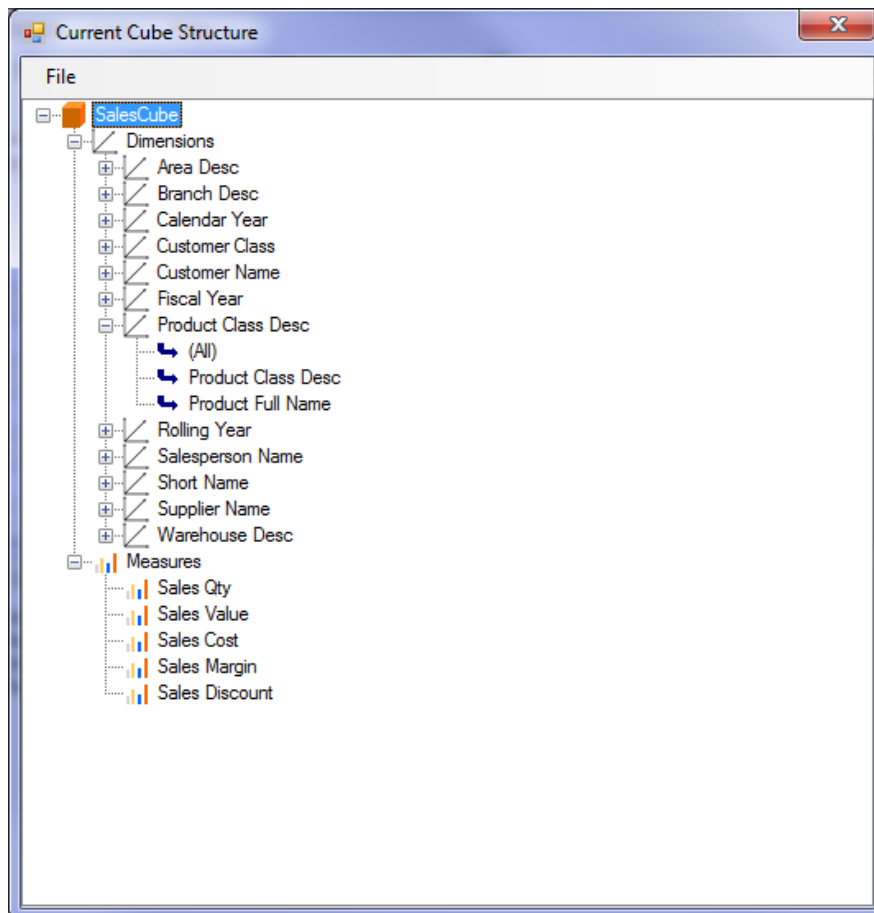 Current Cube Structure
File
SalesCube
Dimensions
Area Desc
Branch Desc
Calendar Year
Customer Class
Customer Name
Fiscal Year
Product Class Desc
(All)
Product Class Desc
Product Full Name
Rolling Year
Salesperson Name
Short Name
Supplier Name
Warehouse Desc
Measures
Sales Qty
Sales Value
Sales Cost
Sales Margin
Sales Discount